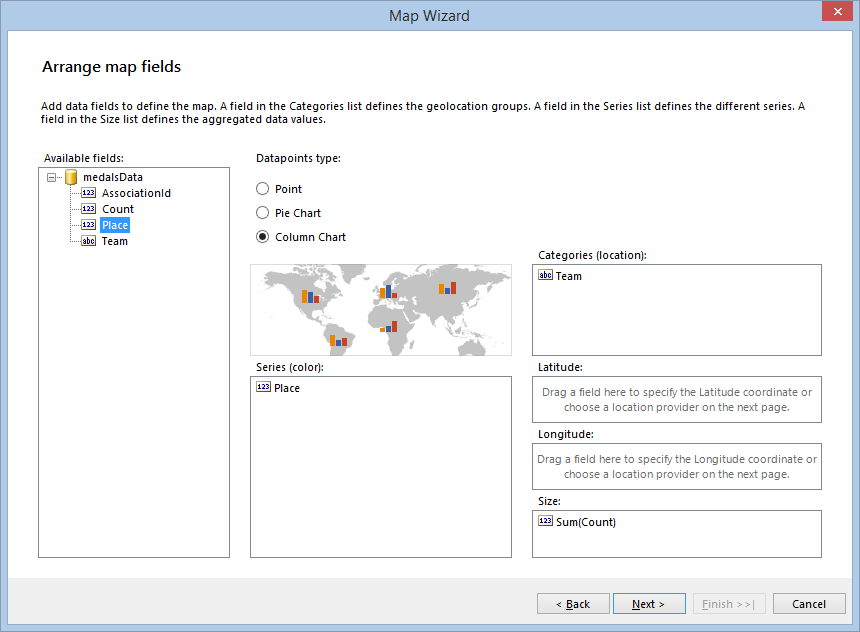 Map Wizard
Arrange map fields
Add data fields to define the map. A field in the Categories list defines the geolocation groups. A field in the Series list defines the different series. A
field in the Size list defines the aggregated data values.
Available fields:
medalsData
123 AssociationId
123 Count
123 Place
abc Team
Datapoints type:
Point
Pie Chart
Column Chart
Series (color):
123 Place
Categories (location):
abc Team
Latitude:
Drag a field here to specify the Latitude coordinate or
choose a location provider on the next page.
Longitude:
Drag a field here to specify the Longitude coordinate or
choose a location provider on the next page.
Size:
123 Sum(Count)
< Back
Next >
Finish >>|
Cancel